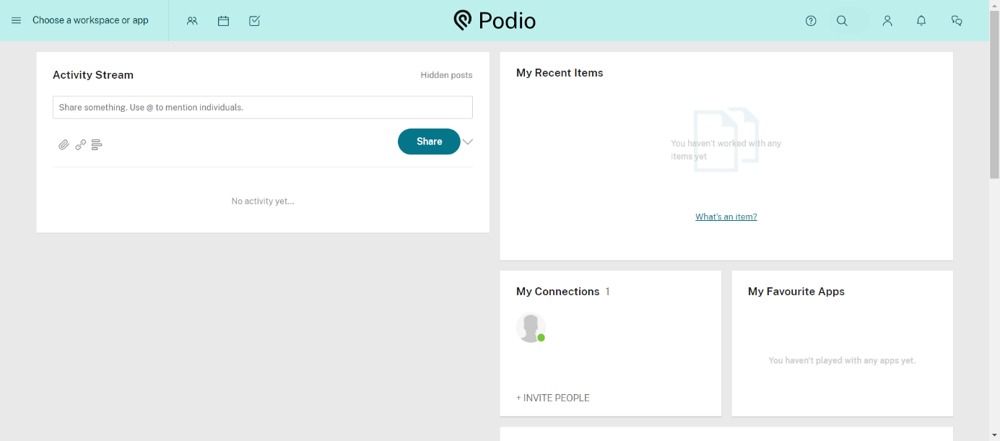 Choose a workspace or app
Podio
Activity Stream
Hidden posts
Share something. Use @ to mention individuals.
Share
No activity yet...
My Recent Items
You haven't worked with any
items yet
What's an item?
My Connections 1
+ INVITE PEOPLE
My Favourite Apps
You haven't played with any apps yet.